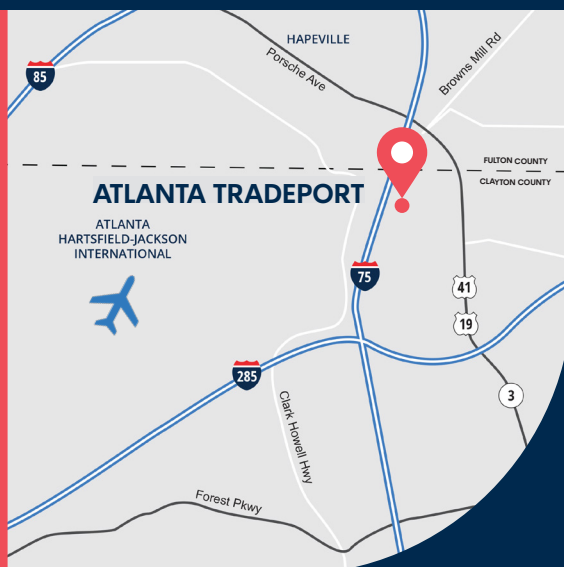 HAPEVILLE
85
Porsche Ave
Browns Mill Rd
FULTON COUNTY
CLAYTON COUNTY
ATLANTA TRADEPORT
ATLANTA
HARTSFIELD-JACKSON
INTERNATIONAL
75
41
19
285
3
Clark Howell Hwy
Forest Pkwy